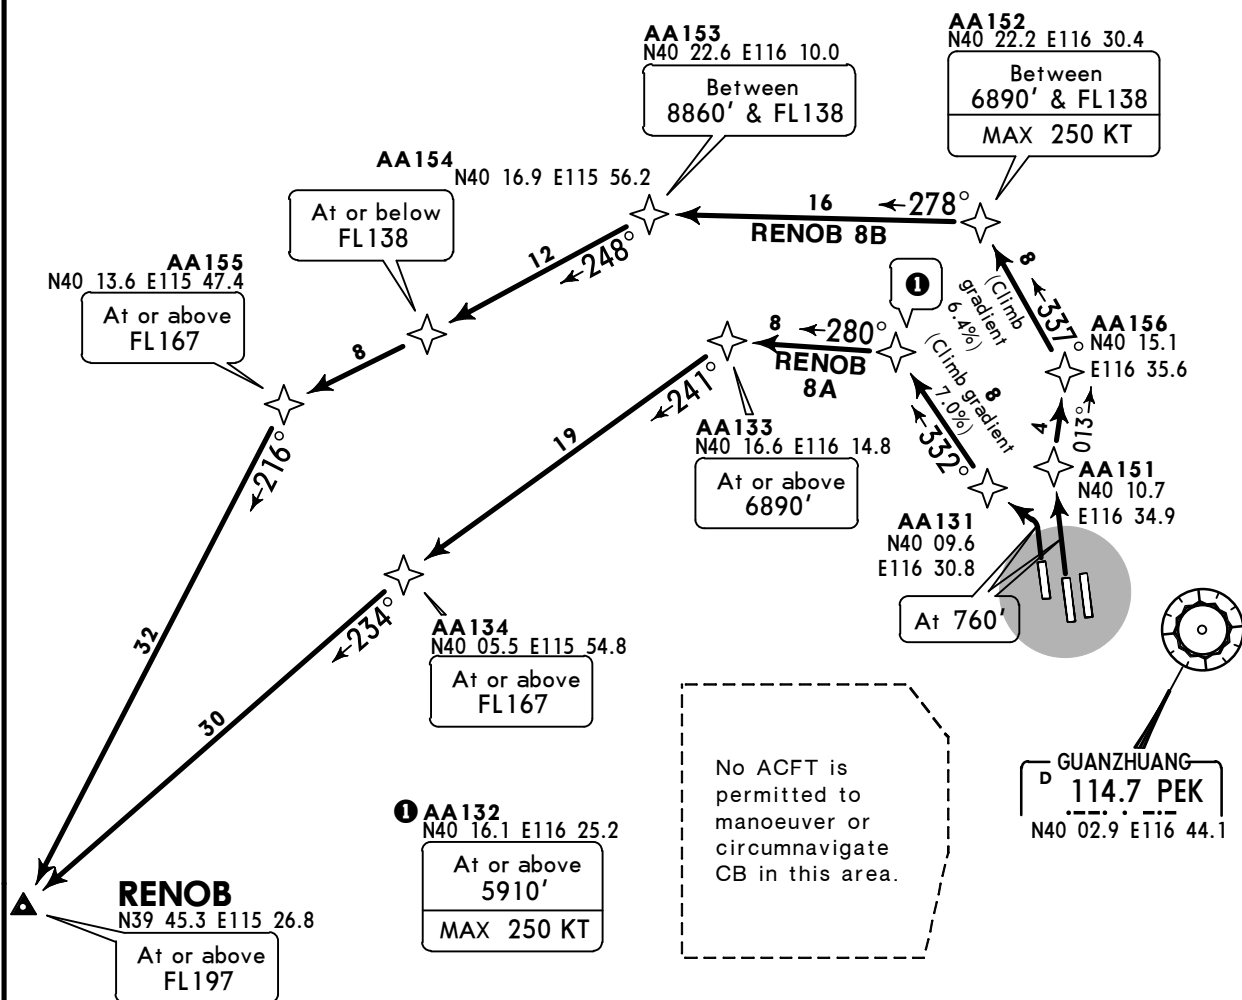 AA152
N40 22.2 E116 30.4
Between
6890' & FL138
MAX 250 KT
AA153
N40 22.6 E116 10.0
Between
8860' & FL138
AA154
N40 16.9 E115 56.2
At or below
FL138
AA155
N40 13.6 E115 47.4
At or above
FL167
16
←278°
RENOB 8B
12
←248°
8
8
←337°
(Climb
gradient
6.4%)
❶
8
←280°
RENOB
8A
8
(Climb gradient
7.0%)
←332°
AA156
N40 15.1
E116 35.6
4
013°→
AA151
N40 10.7
E116 34.9
19
←241°
AA133
N40 16.6 E116 14.8
At or above
6890'
AA131
N40 09.6
E116 30.8
At 760'
←216°
32
←234°
30
AA134
N40 05.5 E115 54.8
At or above
FL167
No ACFT is
permitted to
manoeuver or
circumnavigate
CB in this area.
GUANZHUANG
D 114.7 PEK
N40 02.9 E116 44.1
❶ AA132
N40 16.1 E116 25.2
At or above
5910'
MAX 250 KT
RENOB
N39 45.3 E115 26.8
At or above
FL197